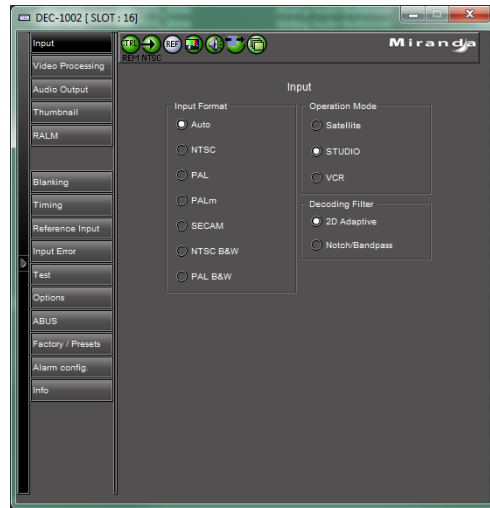 DEC-1002 [ SLOT : 16]
Input
Video Processing
Audio Output
Thumbnail
RALM
Blanking
Timing
Reference Input
Input Error
Test
Options
ABUS
Factory / Presets
Alarm config.
Info
CTRL REF
REM NTSC
Miranda
Input
Input Format
Auto
NTSC
PAL
PALm
SECAM
NTSC B&W
PAL B&W
Operation Mode
Satellite
STUDIO
VCR
Decoding Filter
2D Adaptive
Notch/Bandpass